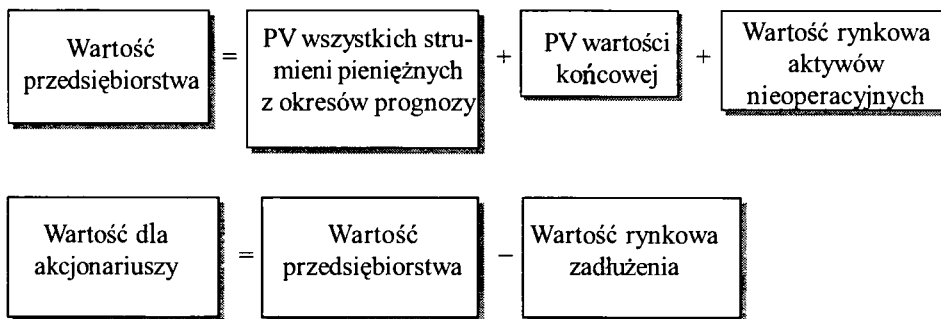 Wartość
przedsiębiorstwa
=
PV wszystkich stru-
mieni pieniężnych
z okresów prognozy
+
PV wartości
końcowej
+
Wartość rynkowa
aktywów
nieoperacyjnych
Wartość dla
akcjonariuszy
=
Wartość
przedsiębiorstwa
–
Wartość rynkowa
zadłużenia